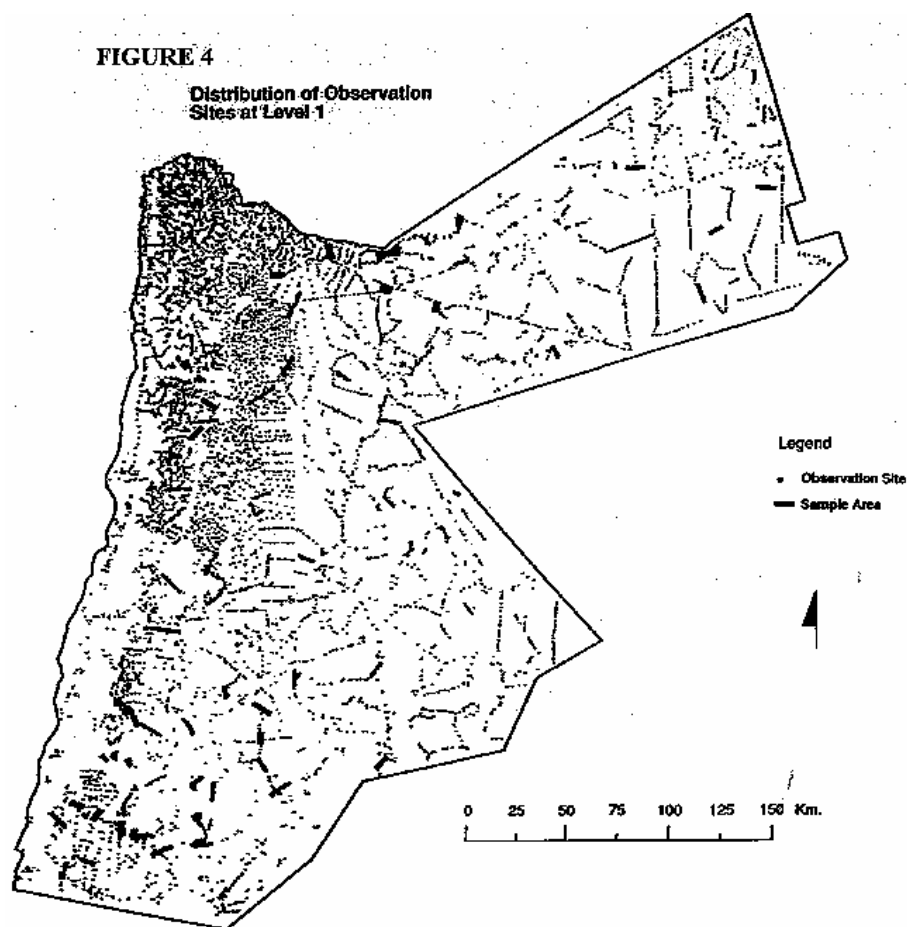 FIGURE 4
Distribution of Observation
Sites at Level 1
Legend
Observation Site
Sample Area
0 25 50 75 100 125 150 Km.